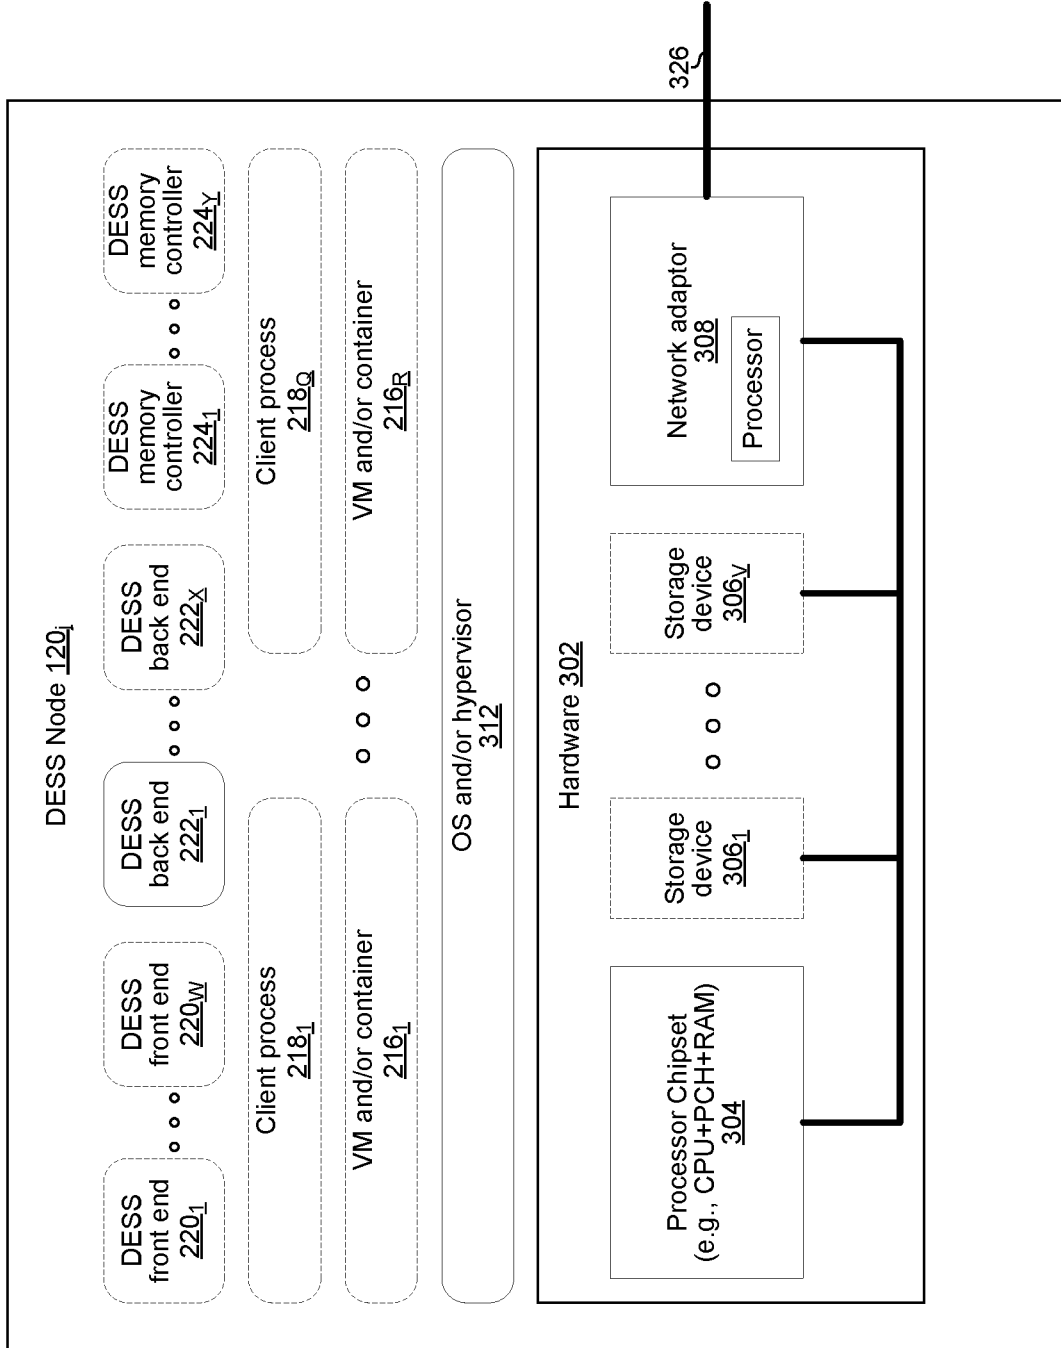 DESS Node 120j
DESS
front end
2201
DESS
front end
220W
DESS
back end
2221
DESS
back end
222X
DESS
memory
controller
2241
DESS
memory
controller
224Y
Client process
2181
Client process
218Q
VM and/or container
2161
VM and/or container
216R
OS and/or hypervisor
312
Hardware 302
Processor Chipset
(e.g., CPU+PCH+RAM)
304
Storage
device
3061
Storage
device
306V
Network adaptor
308
Processor
326